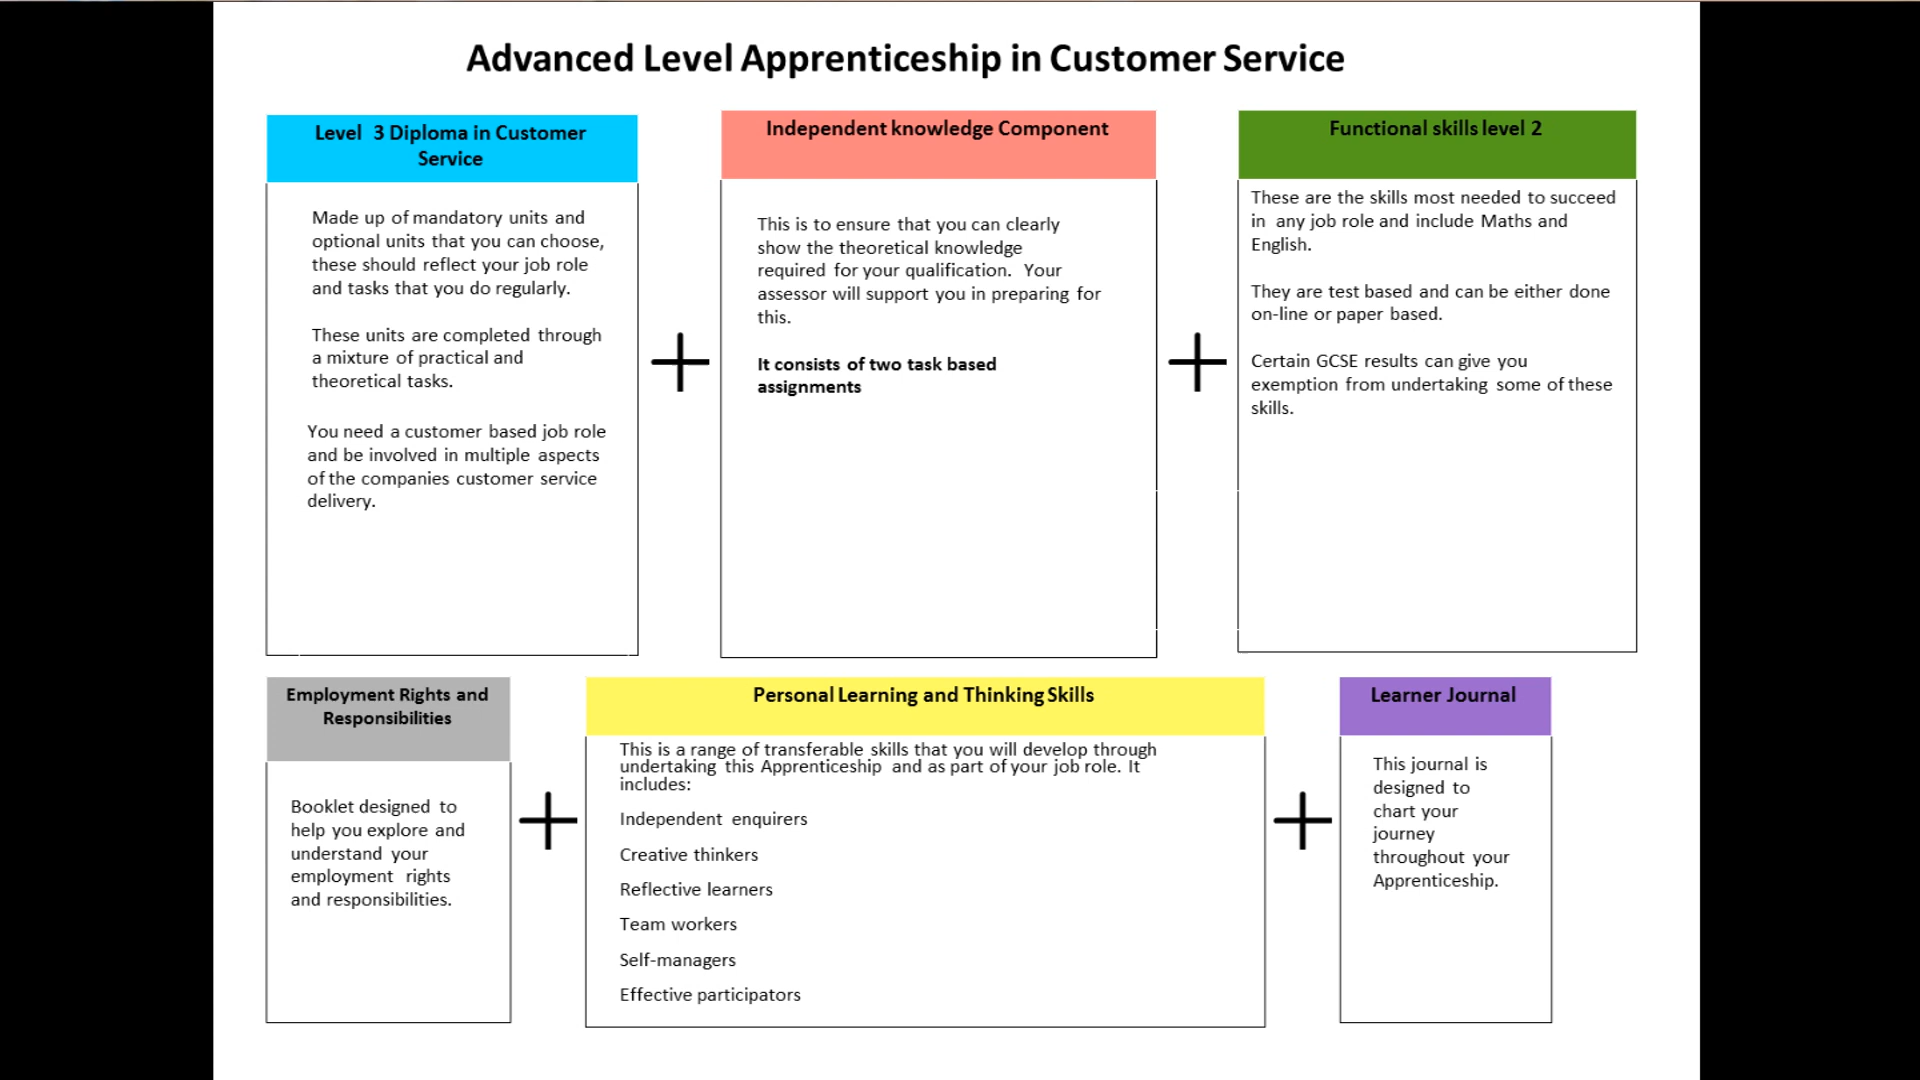 Advanced Level Apprenticeship in Customer Service
Level 3 Diploma in Customer
Service
Made up of mandatory units and
optional units that you can choose,
these should reflect your job role
and tasks that you do regularly.
These units are completed through
a mixture of practical and
theoretical tasks.
You need a customer based job role
and be involved in multiple aspects
of the companies customer service
delivery.
Independent knowledge Component
This is to ensure that you can clearly
show the theoretical knowledge
required for your qualification. Your
assessor will support you in preparing for
this.
It consists of two task based
assignments
Functional skills level 2
These are the skills most needed to succeed
in any job role and include Maths and
English.
They are test based and can be either done
on-line or paper based.
Certain GCSE results can give you
exemption from undertaking some of these
skills.
Employment Rights and
Responsibilities
Booklet designed to
help you explore and
understand your
employment rights
and responsibilities.
Personal Learning and Thinking Skills
This is a range of transferable skills that you will develop through
undertaking this Apprenticeship and as part of your job role. It
includes:
Independent enquirers
Creative thinkers
Reflective learners
Team workers
Self-managers
Effective participators
Learner Journal
This journal is
designed to
chart your
journey
throughout your
Apprenticeship.